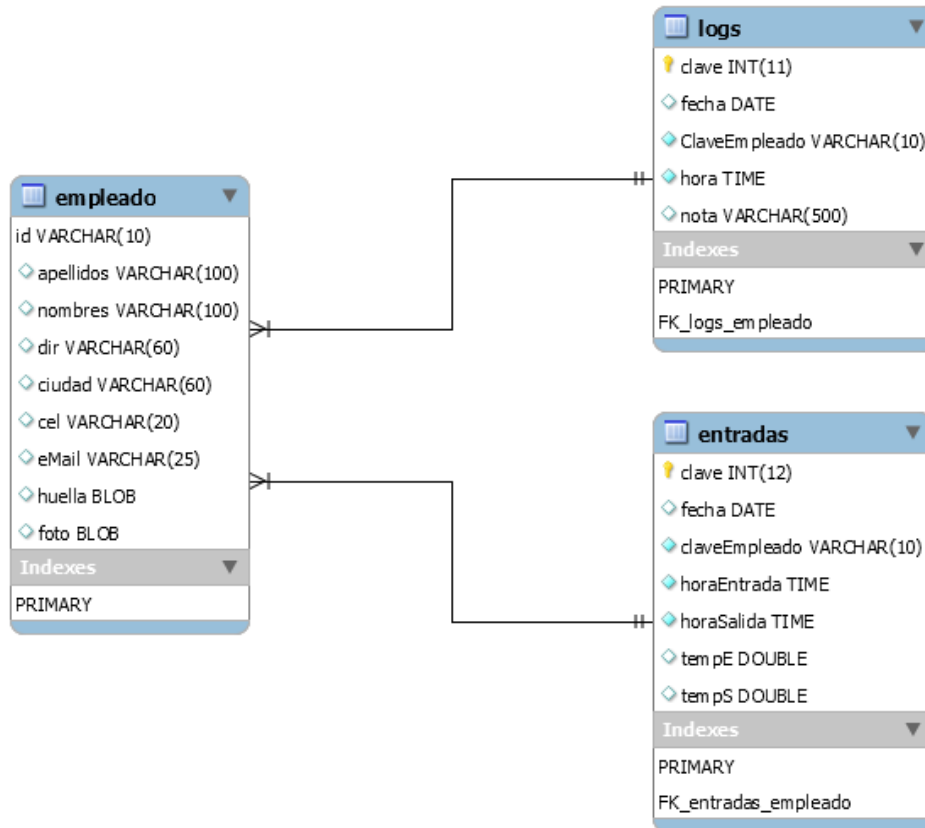 empleado
id VARCHAR(10)
apellidos VARCHAR(100)
nombres VARCHAR(100)
dir VARCHAR(60)
ciudad VARCHAR(60)
cel VARCHAR(20)
eMail VARCHAR(25)
huella BLOB
foto BLOB
Indexes
PRIMARY
logs
clave INT(11)
fecha DATE
ClaveEmpleado VARCHAR(10)
hora TIME
nota VARCHAR(500)
Indexes
PRIMARY
FK_logs_empleado
entradas
clave INT(12)
fecha DATE
claveEmpleado VARCHAR(10)
horaEntrada TIME
horaSalida TIME
tempE DOUBLE
tempS DOUBLE
Indexes
PRIMARY
FK_entradas_empleado